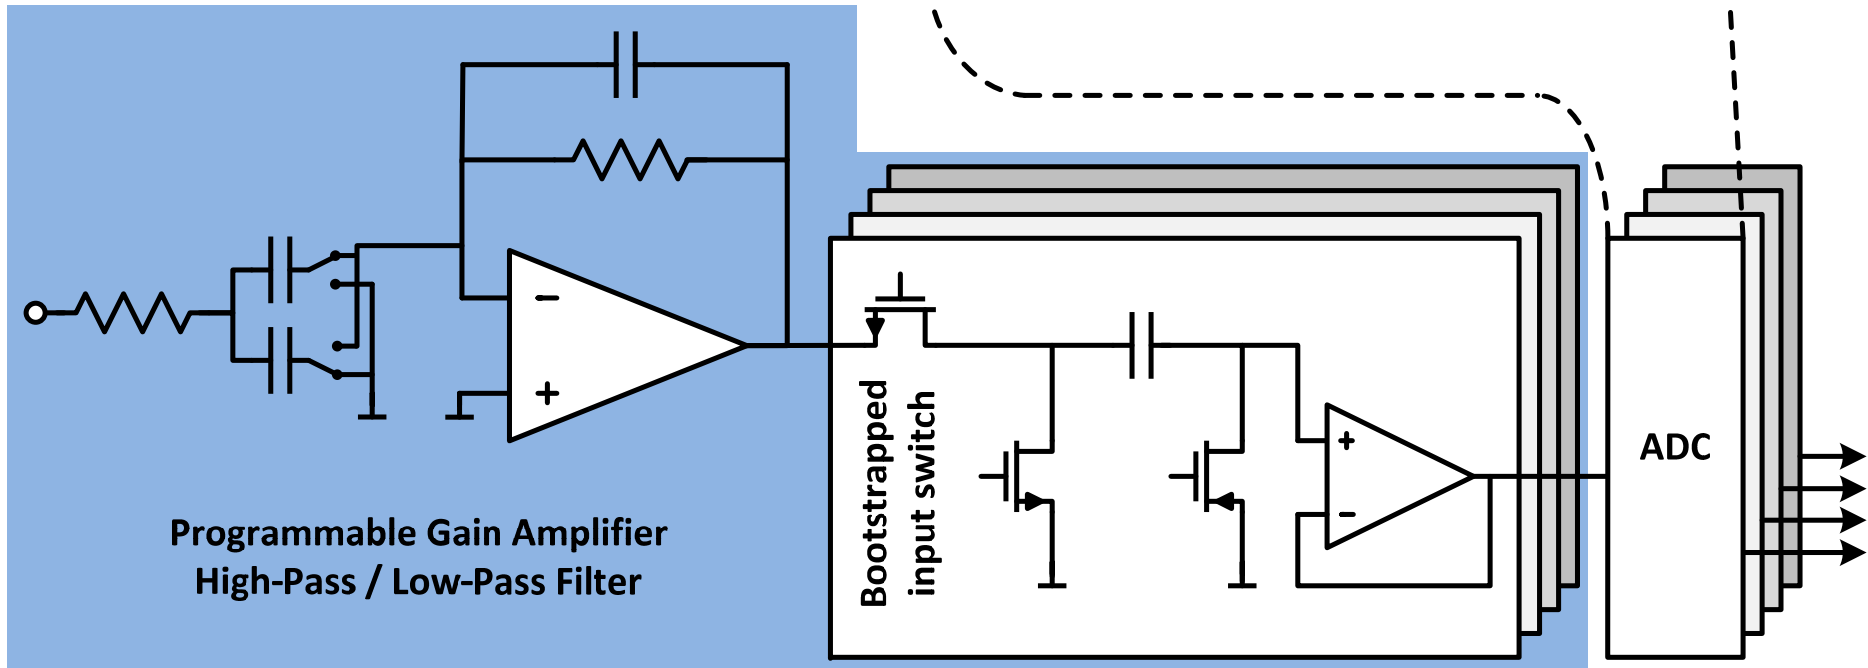 Programmable Gain Amplifier
High-Pass / Low-Pass Filter
Bootstrapped
input switch
ADC